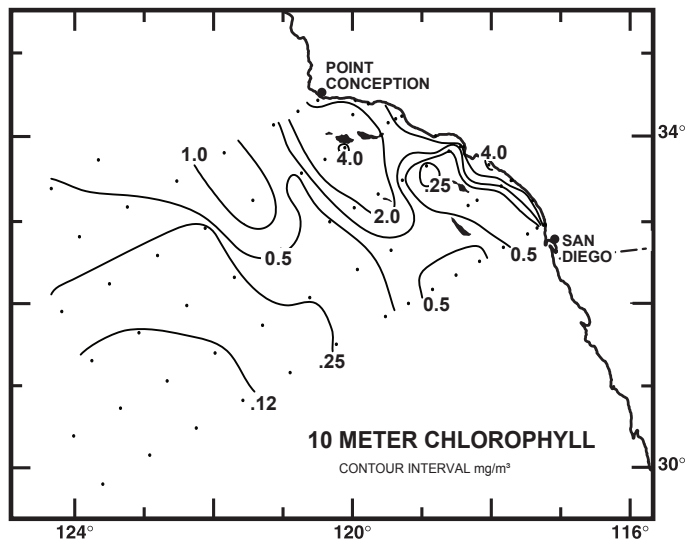 POINT
CONCEPTION
34°
1.0
4.0
4.0
.25
2.0
0.5
0.5
SAN
DIEGO
0.5
.25
.12
10 METER CHLOROPHYLL
CONTOUR INTERVAL mg/m³
30°
124°
120°
116°